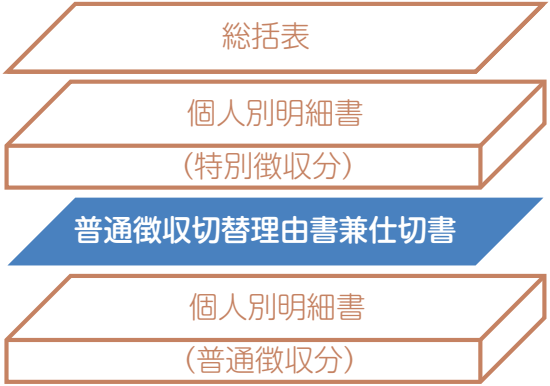 総括表
個人別明細書
（特別徴収分）
普通徴収切替理由書兼仕切書
個人別明細書
（普通徴収分）